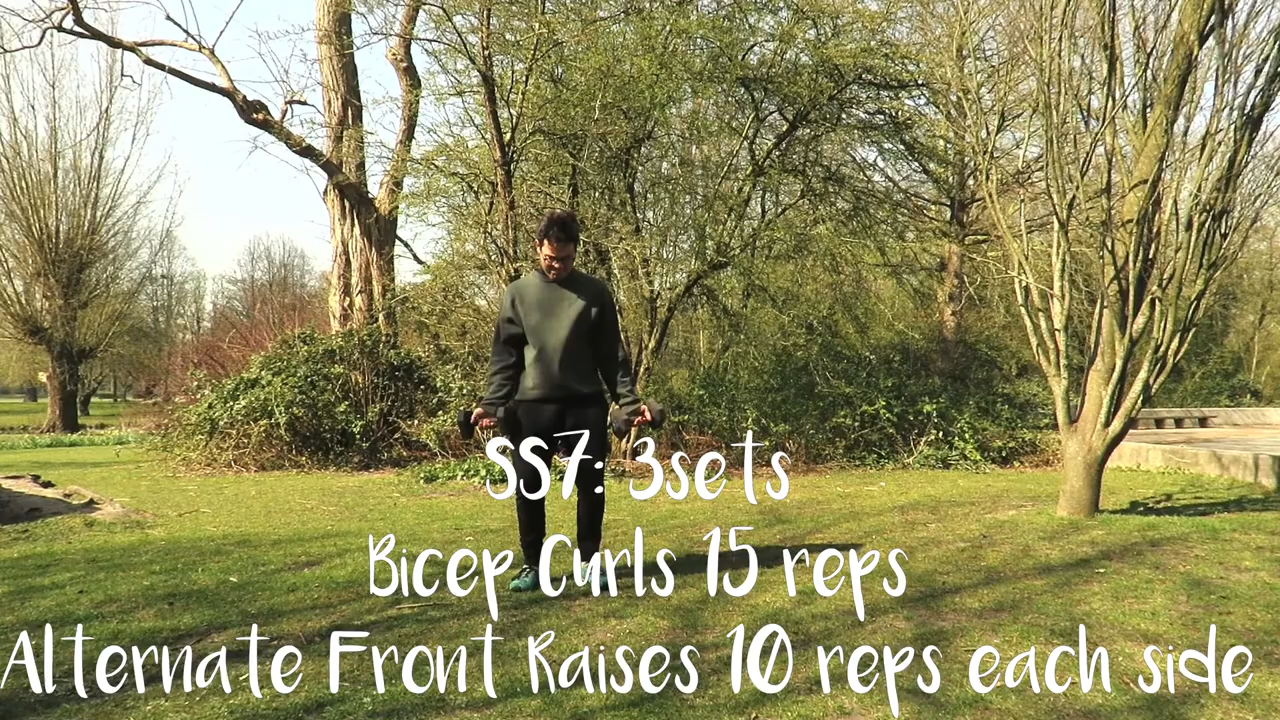 SS7: 3sets
Bicep Curls 15 reps
Alternate Front Raises 10 reps each side